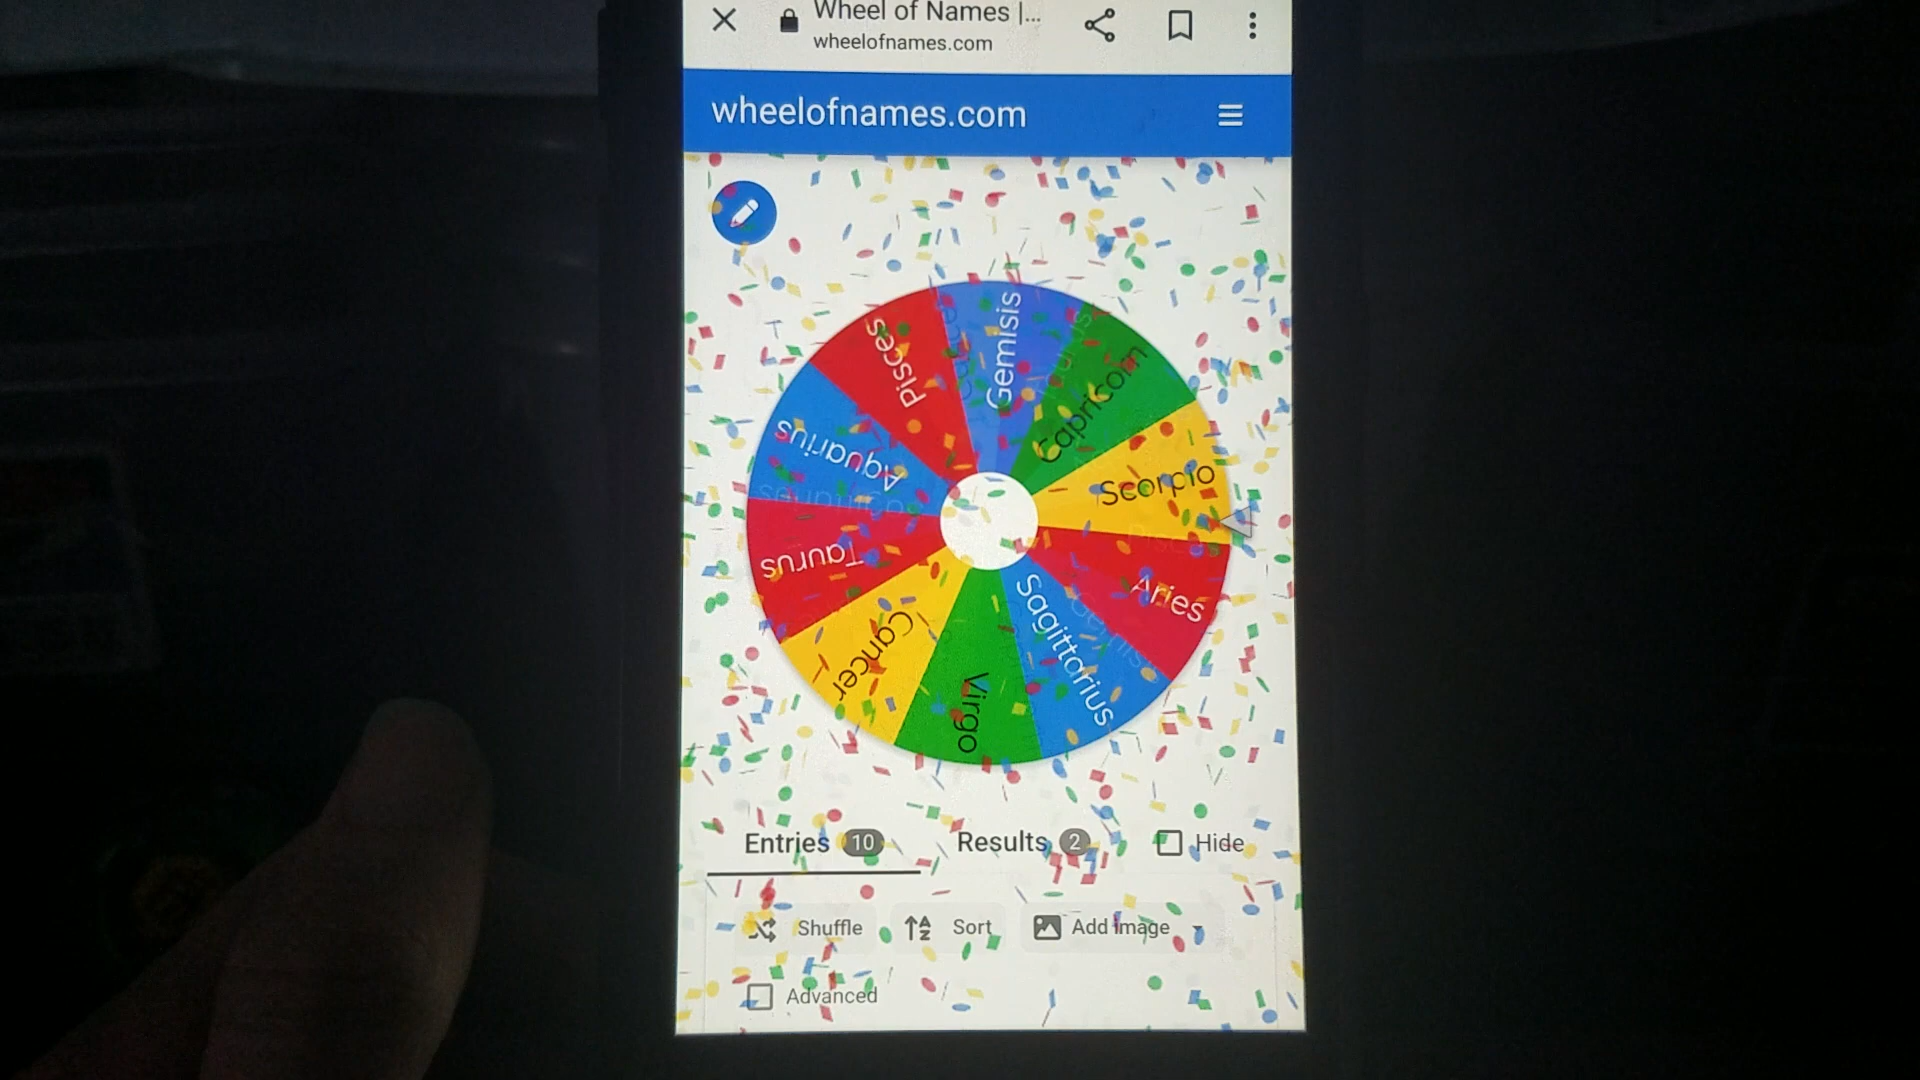 Wheel of Names |...
wheelofnames.com
wheelofnames.com
Gemisis
Pisces
Capricoin
Aquarius
Scorpio
Taurus
Aries
Cancer
Sagittarius
Virgo
Entries 10 Results 2 Hide
Shuffle Sort Add image
Advanced